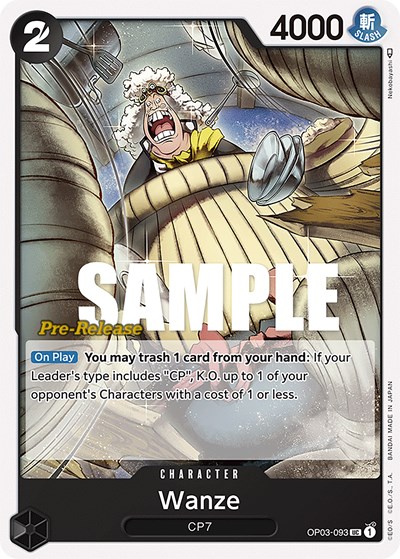 2
4000
斬
SLASH
Nekobayashi
SAMPLE
Pre-Release
On Play You may trash 1 card from your hand: If your
Leader's type includes "CP", K.O. up to 1 of your
opponent's Characters with a cost of 1 or less.
CHARACTER
Wanze
CP7
OP03-093 UC 1
©E.O./S., T.A. BANDAI MADE IN JAPAN